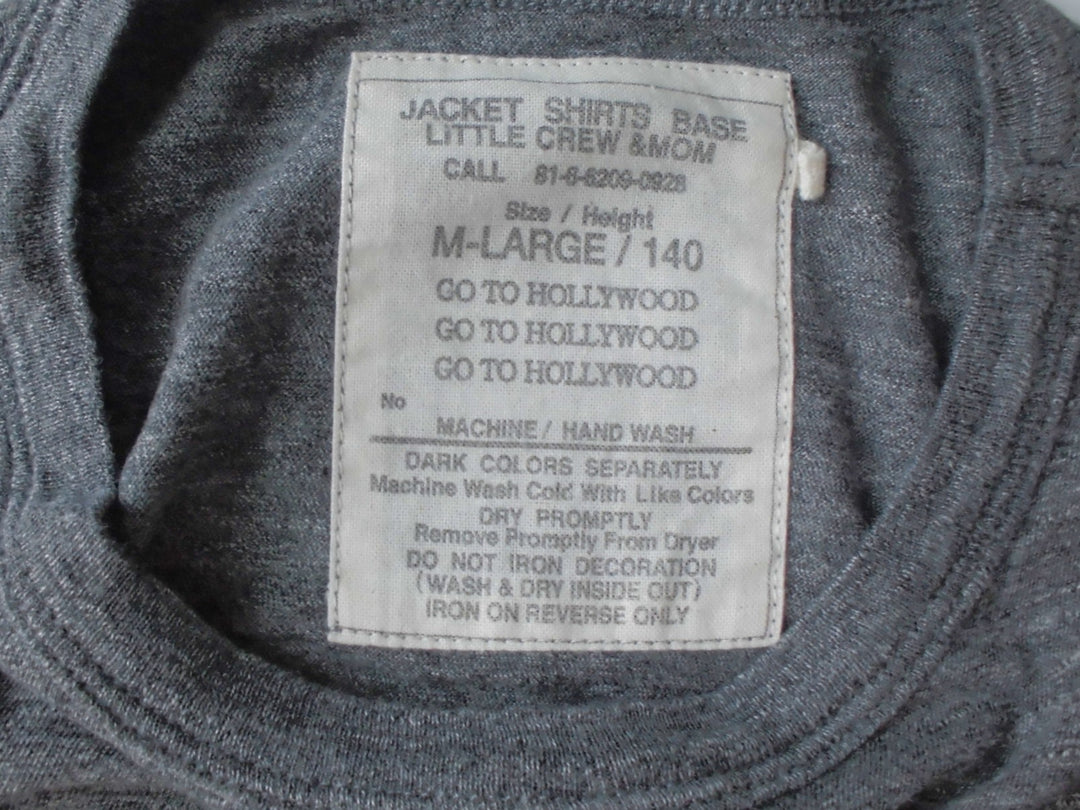 JACKET SHIRTS BASE
LITTLE CREW &MOM
CALL 81-6-6209-0928
Size / Height
M-LARGE / 140
GO TO HOLLYWOOD
GO TO HOLLYWOOD
GO TO HOLLYWOOD
No
MACHINE / HAND WASH
DARK COLORS SEPARATELY
Machine Wash Cold With Like Colors
DRY PROMPTLY
Remove Promptly From Dryer
DO NOT IRON DECORATION
(WASH & DRY INSIDE OUT)
IRON ON REVERSE ONLY